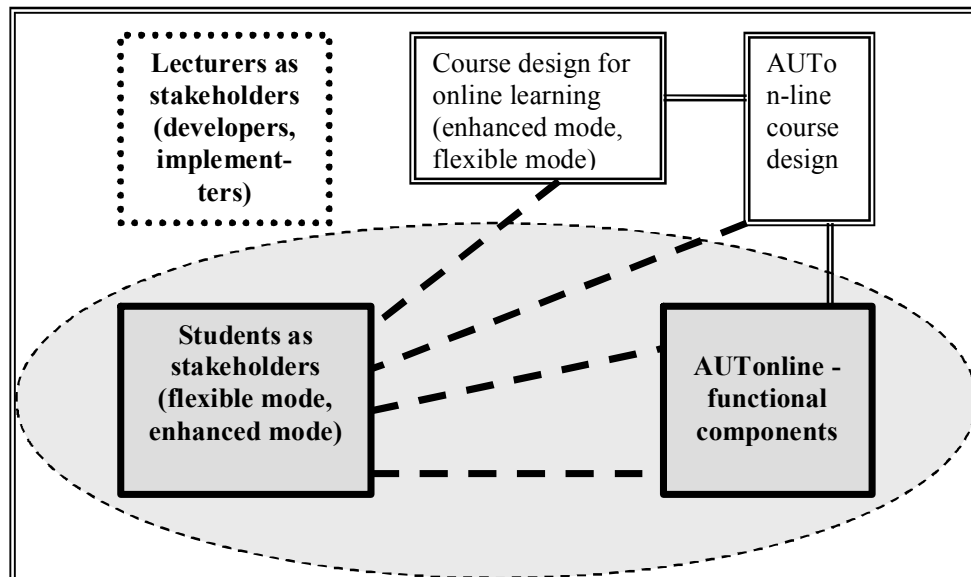 Lecturers as
stakeholders
(developers,
implement-
ters)
Course design for
online learning
(enhanced mode,
flexible mode)
AUTo
n-line
course
design
Students as
stakeholders
(flexible mode,
enhanced mode)
AUTonline -
functional
components